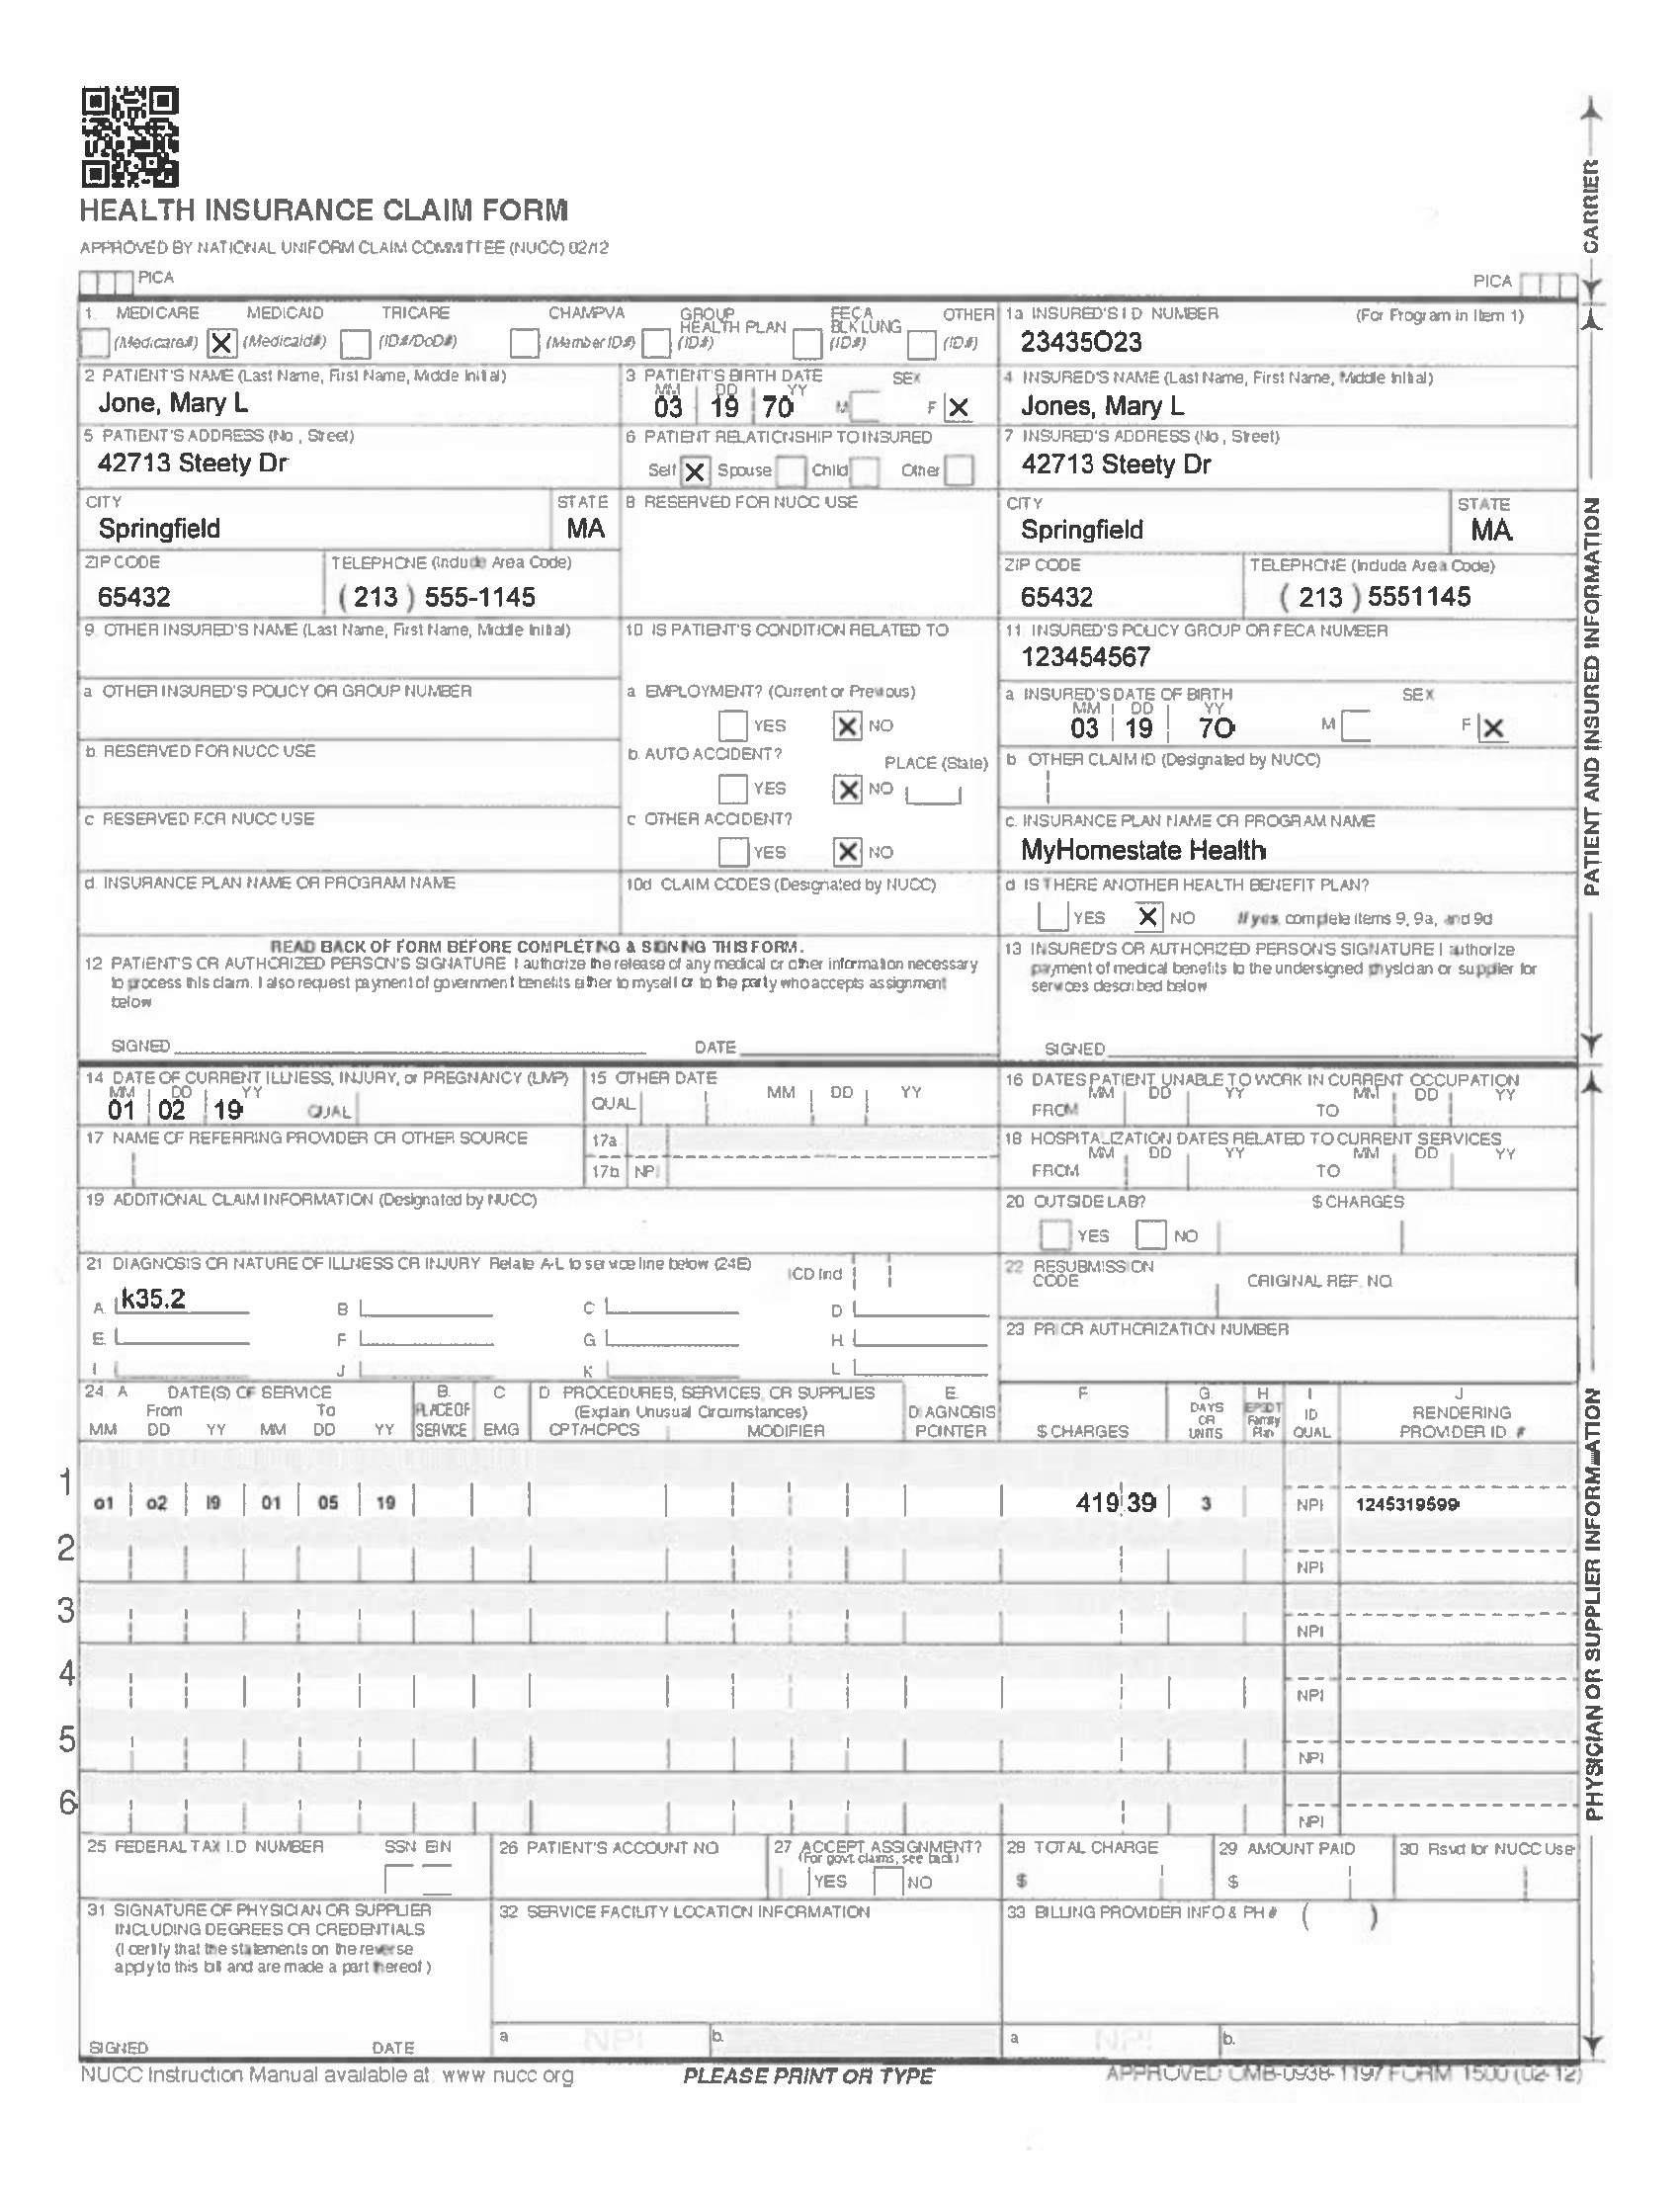 HEALTH INSURANCE CLAIM FORM
APPROVED BY NATIONAL UNIFORM CLAIM COMMITTEE (NUCC) 02/12
PICA
PICA
CARRIER
1. MEDICARE MEDICAID TRICARE CHAMPVA GROUP HEALTH PLAN FECA BLK LUNG OTHER
(Medicare#) X (Medicaid#) (ID#/DoD#) (Member ID#) (ID#) (ID#) (ID#)
1a INSURED'S I D NUMBER (For Program in Item 1)
23435O23
2 PATIENT'S NAME (Last Name, First Name, Middle Initial)
Jone, Mary L
3 PATIENT'S BIRTH DATE SEX
MM DD YY
03 19 70 M F X
4 INSURED'S NAME (Last Name, First Name, Middle Initial)
Jones, Mary L
5 PATIENT'S ADDRESS (No , Street)
42713 Steety Dr
6 PATIENT RELATIONSHIP TO INSURED
Self X Spouse Child Other
7 INSURED'S ADDRESS (No , Street)
42713 Steety Dr
CITY STATE
Springfield MA
8 RESERVED FOR NUCC USE
CITY STATE
Springfield MA
ZIP CODE TELEPHONE (Include Area Code)
65432 ( 213 ) 555-1145
ZIP CODE TELEPHONE (Include Area Code)
65432 ( 213 ) 5551145
9. OTHER INSURED'S NAME (Last Name, First Name, Middle Initial)
10 IS PATIENT'S CONDITION RELATED TO
11. INSURED'S POLICY GROUP OR FECA NUMBER
123454567
a OTHER INSURED'S POLICY OR GROUP NUMBER
a EMPLOYMENT? (Current or Previous)
YES X NO
a INSURED'S DATE OF BIRTH SEX
MM DD YY
03 19 70 M F X
b. RESERVED FOR NUCC USE
b. AUTO ACCIDENT? PLACE (State)
YES X NO
b OTHER CLAIM ID (Designated by NUCC)
c RESERVED FOR NUCC USE
c OTHER ACCIDENT?
YES X NO
c. INSURANCE PLAN NAME OR PROGRAM NAME
MyHomestate Health
d. INSURANCE PLAN NAME OR PROGRAM NAME
10d CLAIM CODES (Designated by NUCC)
d IS THERE ANOTHER HEALTH BENEFIT PLAN?
YES X NO If yes, complete items 9, 9a, and 9d
READ BACK OF FORM BEFORE COMPLETING & SIGNING THIS FORM.
12 PATIENT'S OR AUTHORIZED PERSON'S SIGNATURE I authorize the release of any medical or other information necessary
to process this claim. I also request payment of government benefits either to myself or to the party who accepts assignment
below
SIGNED DATE
13 INSURED'S OR AUTHORIZED PERSON'S SIGNATURE I authorize
payment of medical benefits to the undersigned physician or supplier for
services described below
SIGNED
PATIENT AND INSURED INFORMATION
14 DATE OF CURRENT ILLNESS, INJURY, or PREGNANCY (LMP)
MM DD YY
01 02 19 QUAL
15 OTHER DATE
QUAL MM DD YY
16 DATES PATIENT UNABLE TO WORK IN CURRENT OCCUPATION
MM DD YY MM DD YY
FROM TO
17 NAME OF REFERRING PROVIDER OR OTHER SOURCE
17a
17b NPI
18 HOSPITALIZATION DATES RELATED TO CURRENT SERVICES
MM DD YY MM DD YY
FROM TO
19 ADDITIONAL CLAIM INFORMATION (Designated by NUCC)
20 OUTSIDE LAB? $ CHARGES
YES NO
21 DIAGNOSIS OR NATURE OF ILLNESS OR INJURY Relate A-L to service line below (24E) ICD Ind
A. k35.2 B C D
E. F. G H.
I J K L
22 RESUBMISSION
CODE ORIGINAL REF. NO.
23 PRIOR AUTHORIZATION NUMBER
24. A DATE(S) OF SERVICE B. C D PROCEDURES, SERVICES, OR SUPPLIES E. F. G. H I J
From To PLACE OF (Explain Unusual Circumstances) DIAGNOSIS DAYS OR EPSDT Family ID RENDERING
MM DD YY MM DD YY SERVICE EMG CPT/HCPCS MODIFIER POINTER $ CHARGES UNITS Plan QUAL PROVIDER ID #
1
o1 o2 I9 01 05 19 419 39 3 NPI 1245319599
2
NPI
3
NPI
4
NPI
5
NPI
6
NPI
25 FEDERAL TAX I.D NUMBER SSN EIN
26 PATIENT'S ACCOUNT NO
27 ACCEPT ASSIGNMENT?
(For govt. claims, see back)
YES NO
28 TOTAL CHARGE
$
29 AMOUNT PAID
$
30 Rsvd for NUCC Use
31 SIGNATURE OF PHYSICIAN OR SUPPLIER
INCLUDING DEGREES OR CREDENTIALS
(I certify that the statements on the reverse
apply to this bill and are made a part thereof )
SIGNED DATE
32 SERVICE FACILITY LOCATION INFORMATION
a NPI b.
33 BILLING PROVIDER INFO & PH # ( )
a NPI b.
PHYSICIAN OR SUPPLIER INFORMATION
NUCC Instruction Manual available at: www nucc org
PLEASE PRINT OR TYPE
APPROVED OMB-0938-1197 FORM 1500 (02-12)